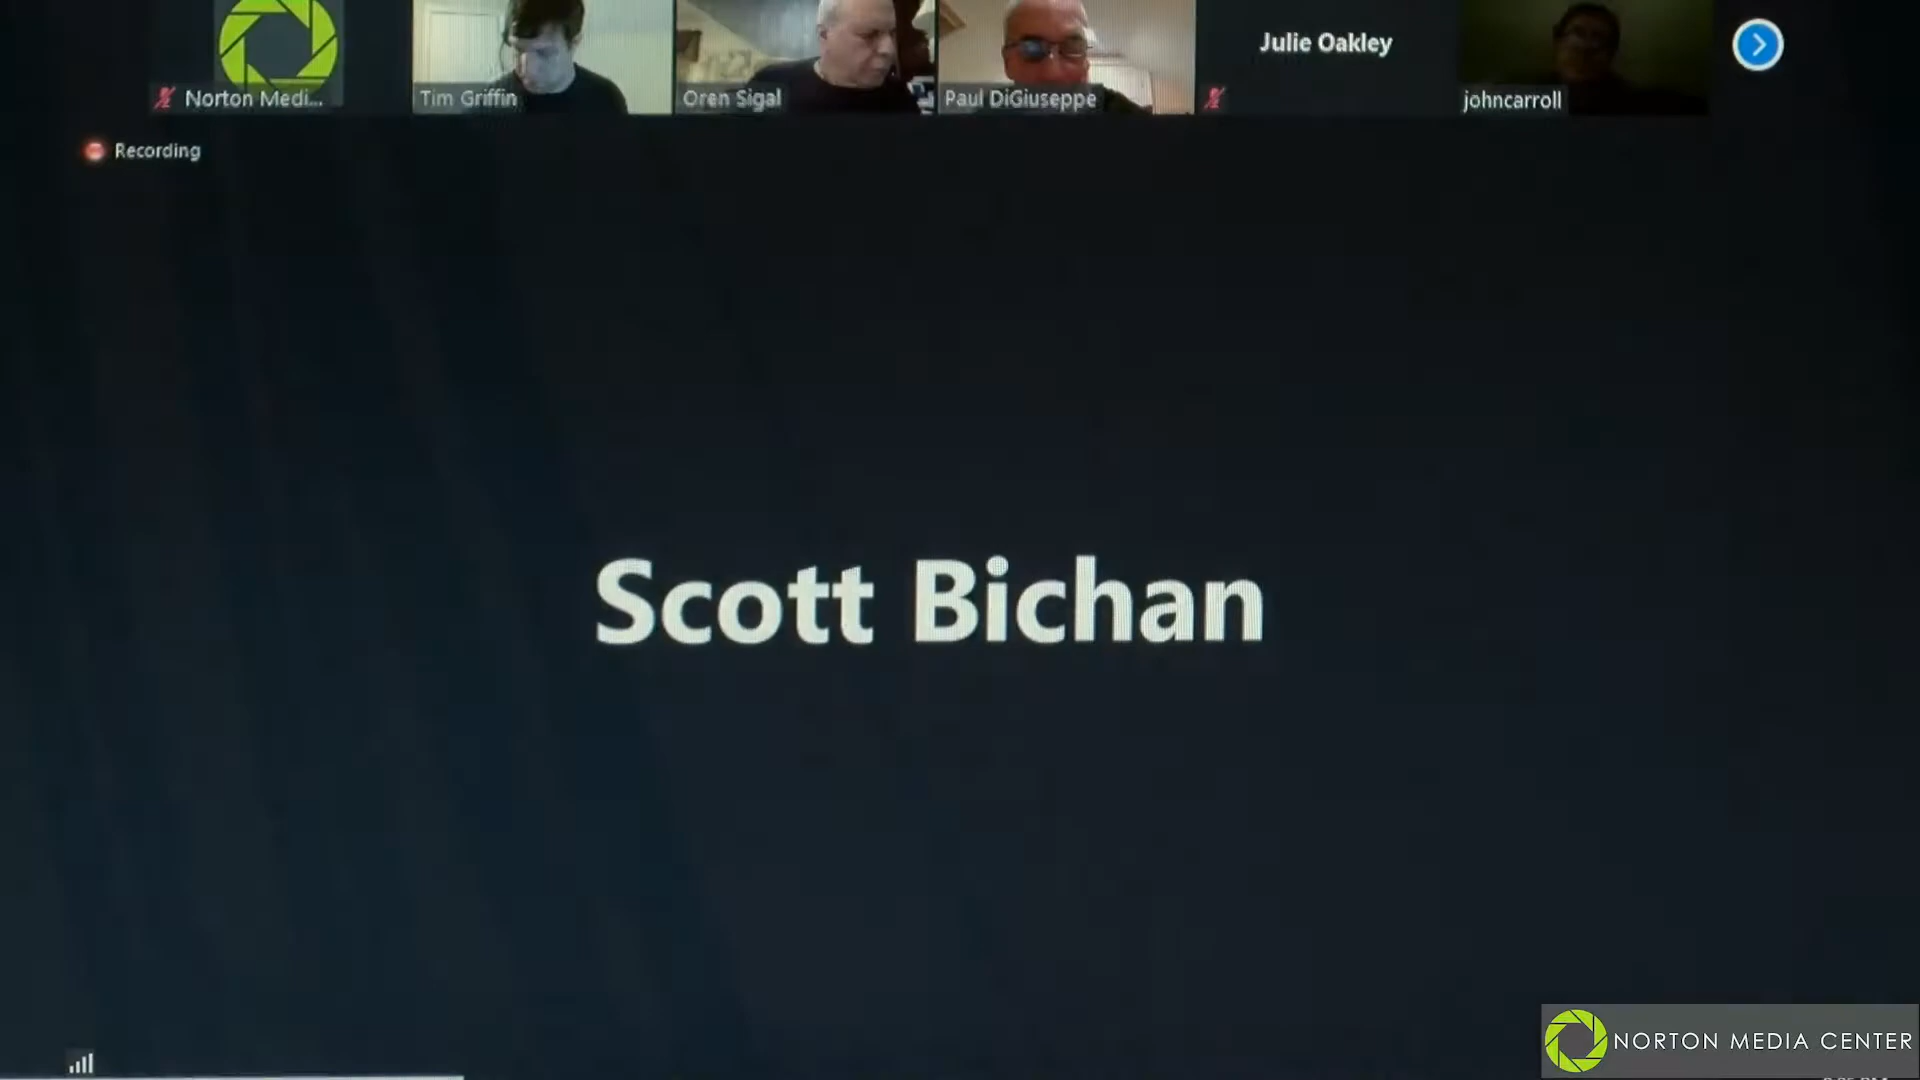 Norton Medi...
Tim Griffin
Oren Sigal
Paul DiGiuseppe
Julie Oakley
johncarroll
Recording
Scott Bichan
NORTON MEDIA CENTER